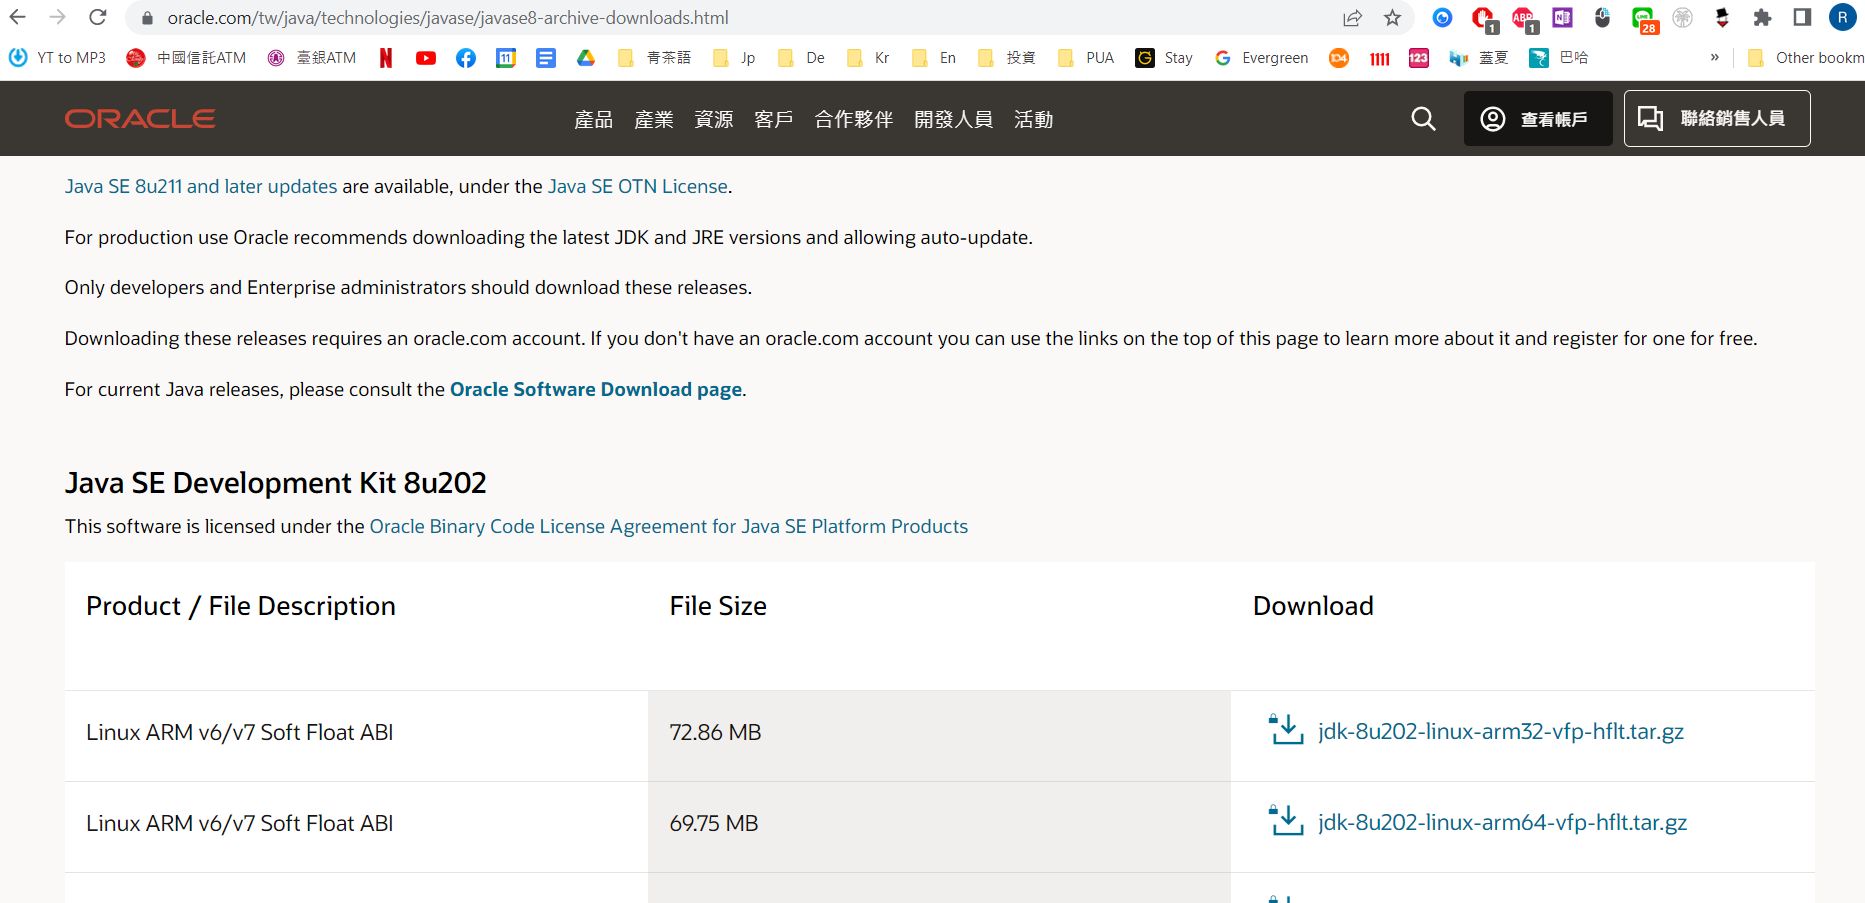 oracle.com/tw/java/technologies/javase/javase8-archive-downloads.html
1
ABP
1
N
LINE
28
R
YT to MP3
中國信託ATM
臺銀ATM
N
11
青茶語
Jp
De
Kr
En
投資
PUA
G
Stay
G
Evergreen
104
1111
123
蓋夏
巴哈
»
Other bookm
ORACLE
產品 產業 資源 客戶 合作夥伴 開發人員 活動
查看帳戶
聯絡銷售人員
Java SE 8u211 and later updates are available, under the Java SE OTN License.
For production use Oracle recommends downloading the latest JDK and JRE versions and allowing auto-update.
Only developers and Enterprise administrators should download these releases.
Downloading these releases requires an oracle.com account. If you don't have an oracle.com account you can use the links on the top of this page to learn more about it and register for one for free.
For current Java releases, please consult the Oracle Software Download page.
Java SE Development Kit 8u202
This software is licensed under the Oracle Binary Code License Agreement for Java SE Platform Products
Product / File Description File Size Download
Linux ARM v6/v7 Soft Float ABI 72.86 MB jdk-8u202-linux-arm32-vfp-hflt.tar.gz
Linux ARM v6/v7 Soft Float ABI 69.75 MB jdk-8u202-linux-arm64-vfp-hflt.tar.gz